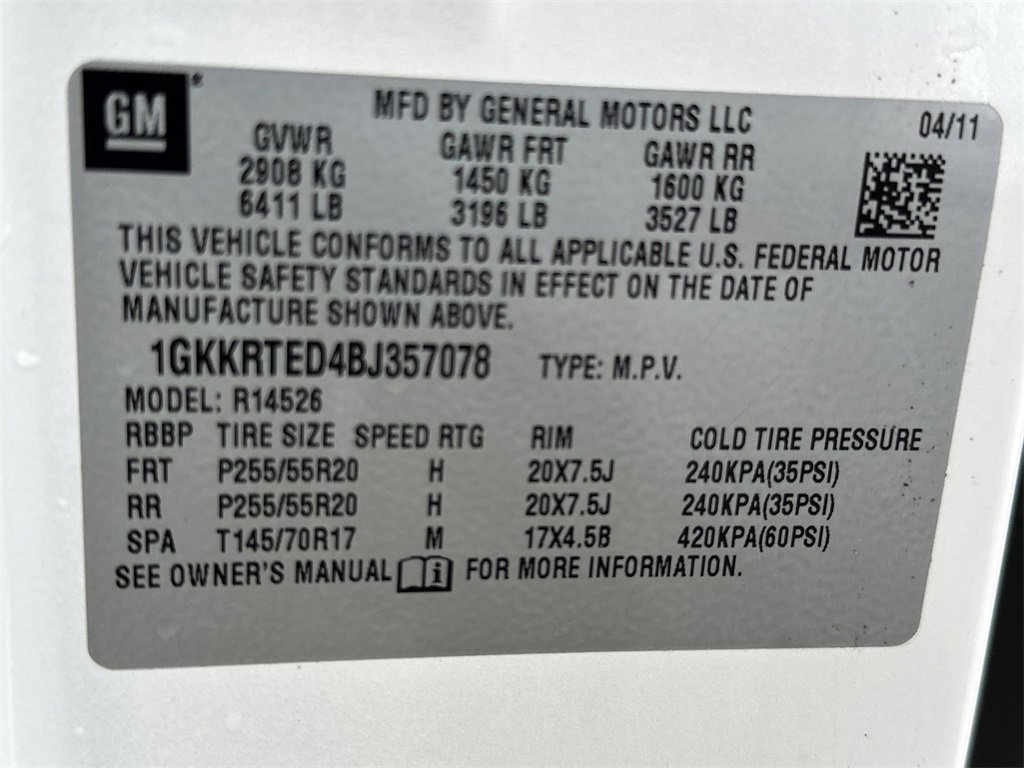 GM ® MFD BY GENERAL MOTORS LLC 04/11
GVWR GAWR FRT GAWR RR
2908 KG 1450 KG 1600 KG
6411 LB 3196 LB 3527 LB
THIS VEHICLE CONFORMS TO ALL APPLICABLE U.S. FEDERAL MOTOR
VEHICLE SAFETY STANDARDS IN EFFECT ON THE DATE OF
MANUFACTURE SHOWN ABOVE.
1GKKRTED4BJ357078 TYPE: M.P.V.
MODEL: R14526
RBBP TIRE SIZE SPEED RTG RIM COLD TIRE PRESSURE
FRT P255/55R20 H 20X7.5J 240KPA(35PSI)
RR P255/55R20 H 20X7.5J 240KPA(35PSI)
SPA T145/70R17 M 17X4.5B 420KPA(60PSI)
SEE OWNER'S MANUAL i FOR MORE INFORMATION.